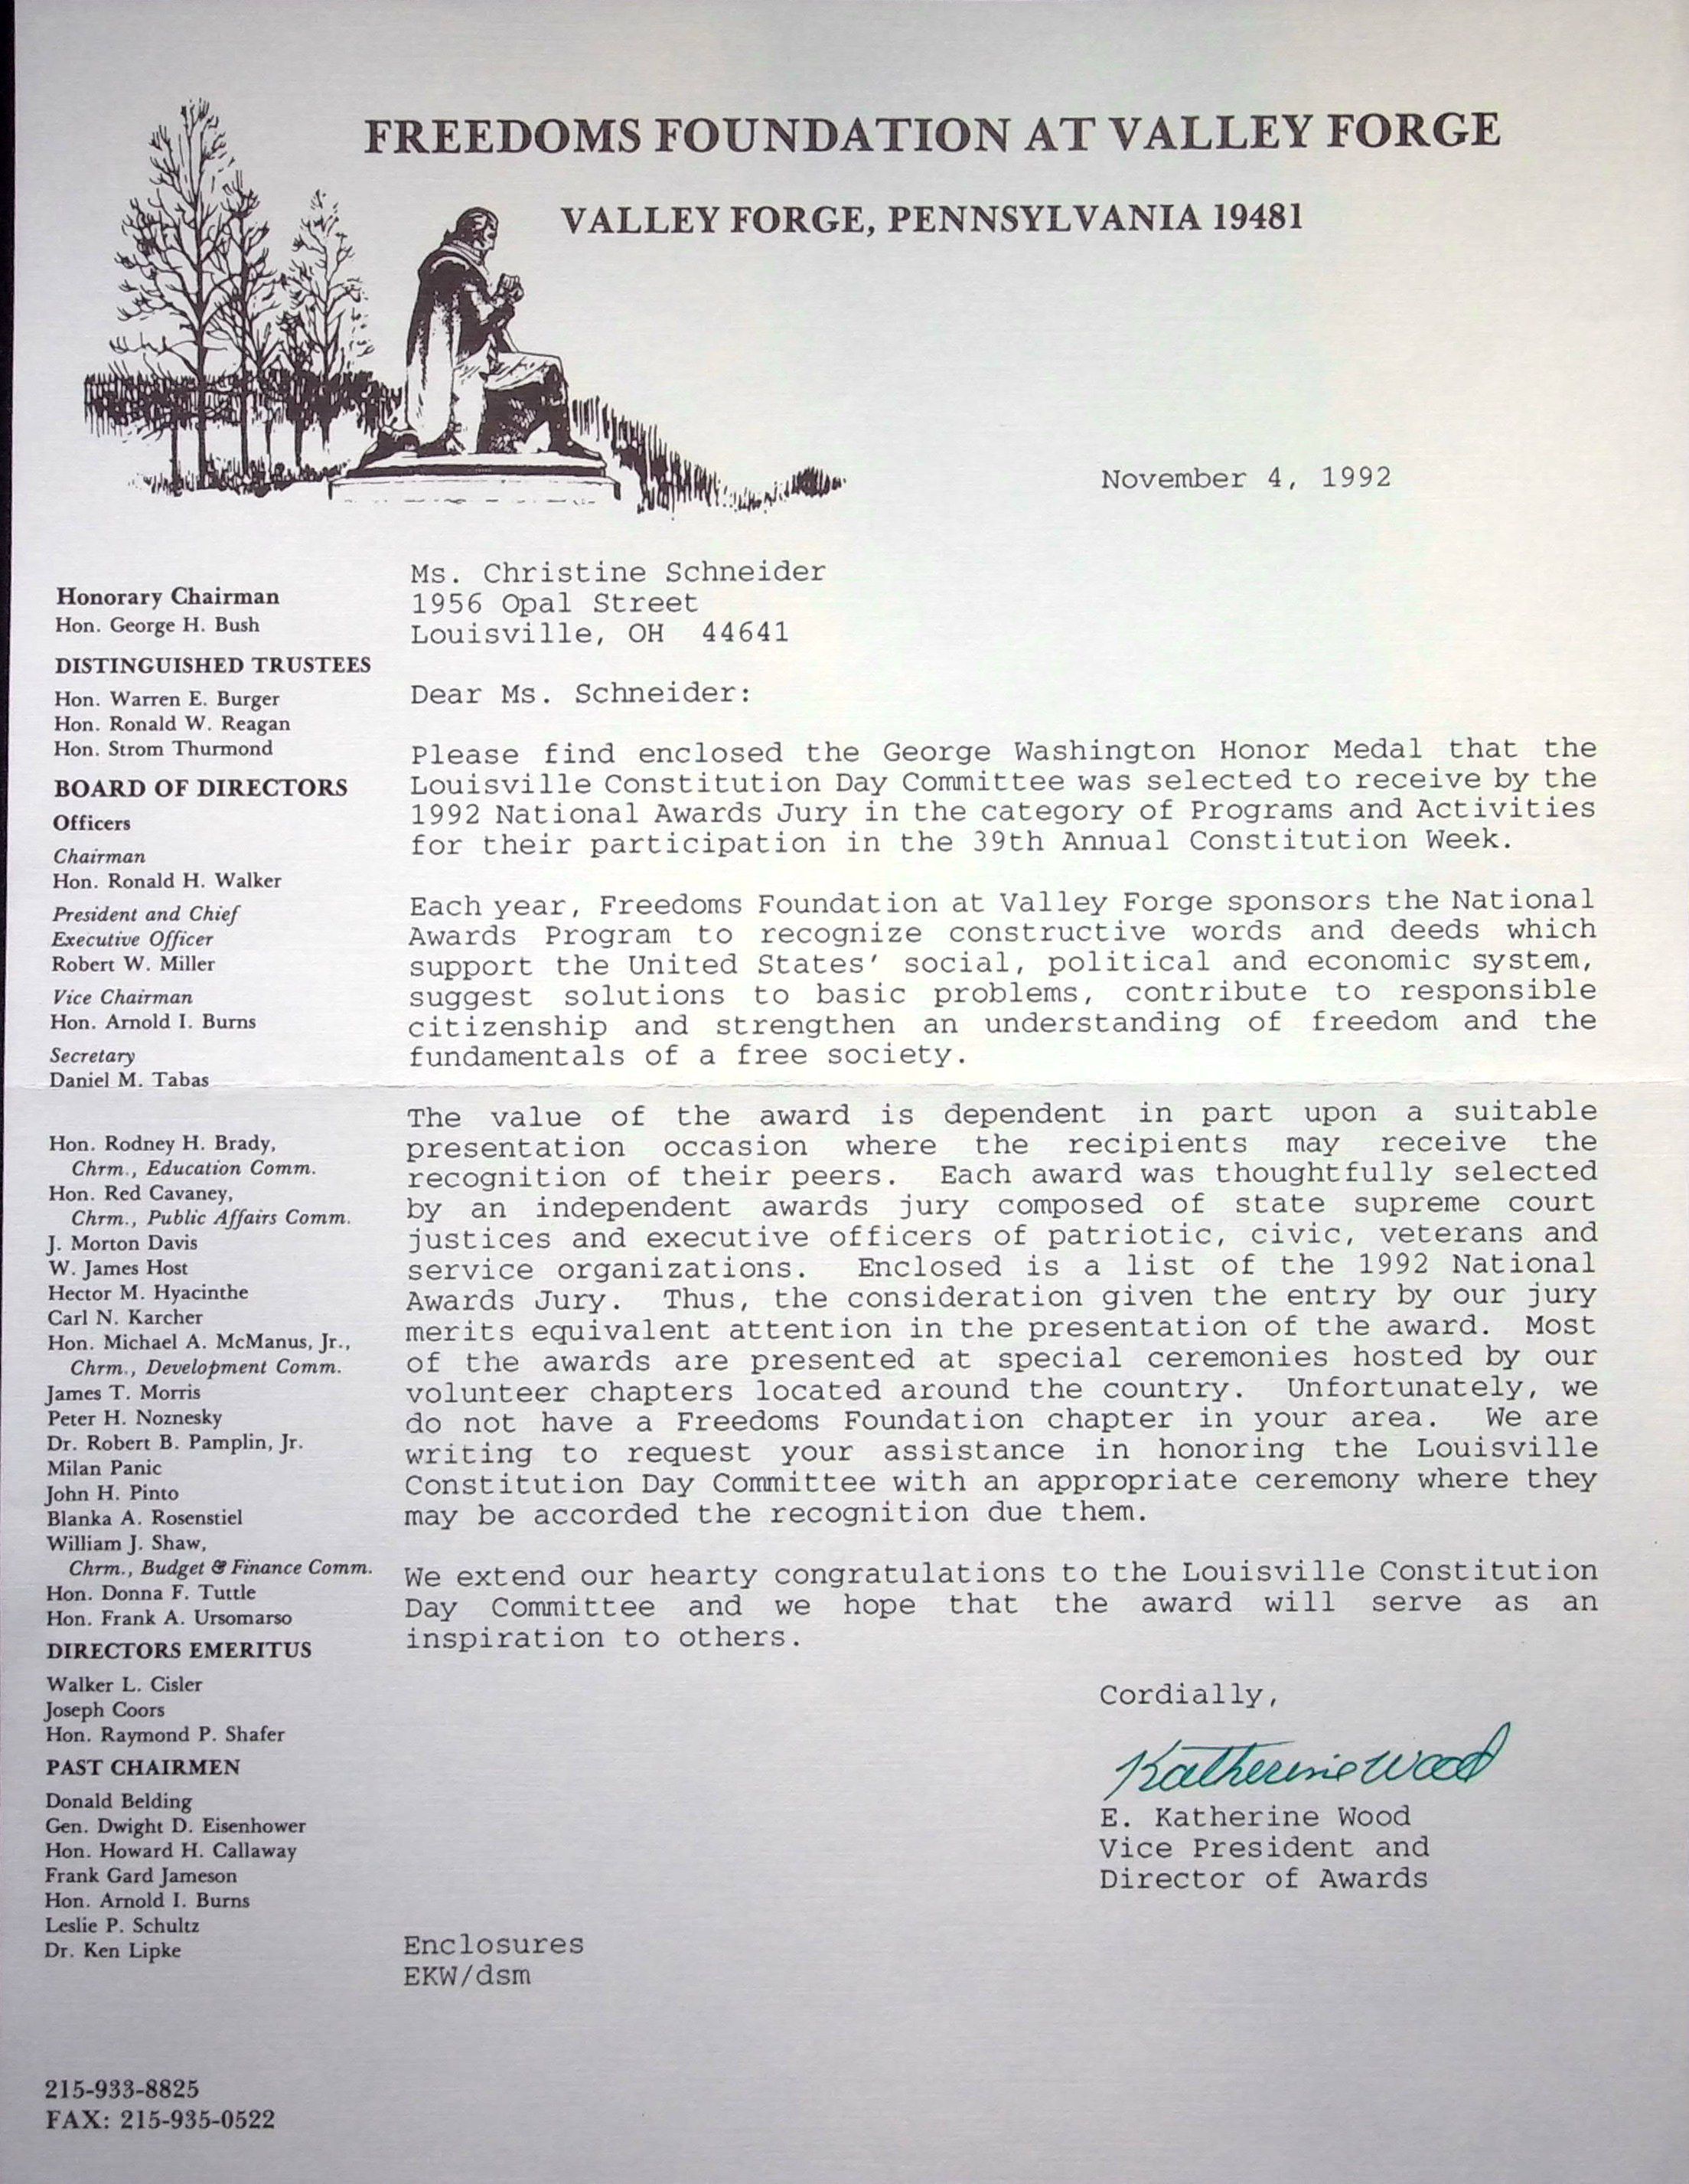 FREEDOMS FOUNDATION AT VALLEY FORGE
VALLEY FORGE, PENNSYLVANIA 19481
November 4, 1992
Honorary Chairman
Hon. George H. Bush
DISTINGUISHED TRUSTEES
Hon. Warren E. Burger
Hon. Ronald W. Reagan
Hon. Strom Thurmond
BOARD OF DIRECTORS
Officers
Chairman
Hon. Ronald H. Walker
President and Chief
Executive Officer
Robert W. Miller
Vice Chairman
Hon. Arnold I. Burns
Secretary
Daniel M. Tabas
Hon. Rodney H. Brady,
Chrm., Education Comm.
Hon. Red Cavaney,
Chrm., Public Affairs Comm.
J. Morton Davis
W. James Host
Hector M. Hyacinthe
Carl N. Karcher
Hon. Michael A. McManus, Jr.,
Chrm., Development Comm.
James T. Morris
Peter H. Noznesky
Dr. Robert B. Pamplin, Jr.
Milan Panic
John H. Pinto
Blanka A. Rosenstiel
William J. Shaw,
Chrm., Budget & Finance Comm.
Hon. Donna F. Tuttle
Hon. Frank A. Ursomarso
DIRECTORS EMERITUS
Walker L. Cisler
Joseph Coors
Hon. Raymond P. Shafer
PAST CHAIRMEN
Donald Belding
Gen. Dwight D. Eisenhower
Hon. Howard H. Callaway
Frank Gard Jameson
Hon. Arnold I. Burns
Leslie P. Schultz
Dr. Ken Lipke
215-933-8825
FAX: 215-935-0522
Ms. Christine Schneider
1956 Opal Street
Louisville, OH 44641
Dear Ms. Schneider:
Please find enclosed the George Washington Honor Medal that the
Louisville Constitution Day Committee was selected to receive by the
1992 National Awards Jury in the category of Programs and Activities
for their participation in the 39th Annual Constitution Week.
Each year, Freedoms Foundation at Valley Forge sponsors the National
Awards Program to recognize constructive words and deeds which
support the United States' social, political and economic system,
suggest solutions to basic problems, contribute to responsible
citizenship and strengthen an understanding of freedom and the
fundamentals of a free society.
The value of the award is dependent in part upon a suitable
presentation occasion where the recipients may receive the
recognition of their peers. Each award was thoughtfully selected
by an independent awards jury composed of state supreme court
justices and executive officers of patriotic, civic, veterans and
service organizations. Enclosed is a list of the 1992 National
Awards Jury. Thus, the consideration given the entry by our jury
merits equivalent attention in the presentation of the award. Most
of the awards are presented at special ceremonies hosted by our
volunteer chapters located around the country. Unfortunately, we
do not have a Freedoms Foundation chapter in your area. We are
writing to request your assistance in honoring the Louisville
Constitution Day Committee with an appropriate ceremony where they
may be accorded the recognition due them.
We extend our hearty congratulations to the Louisville Constitution
Day Committee and we hope that the award will serve as an
inspiration to others.
Cordially,
Katherine Wood
E. Katherine Wood
Vice President and
Director of Awards
Enclosures
EKW/dsm